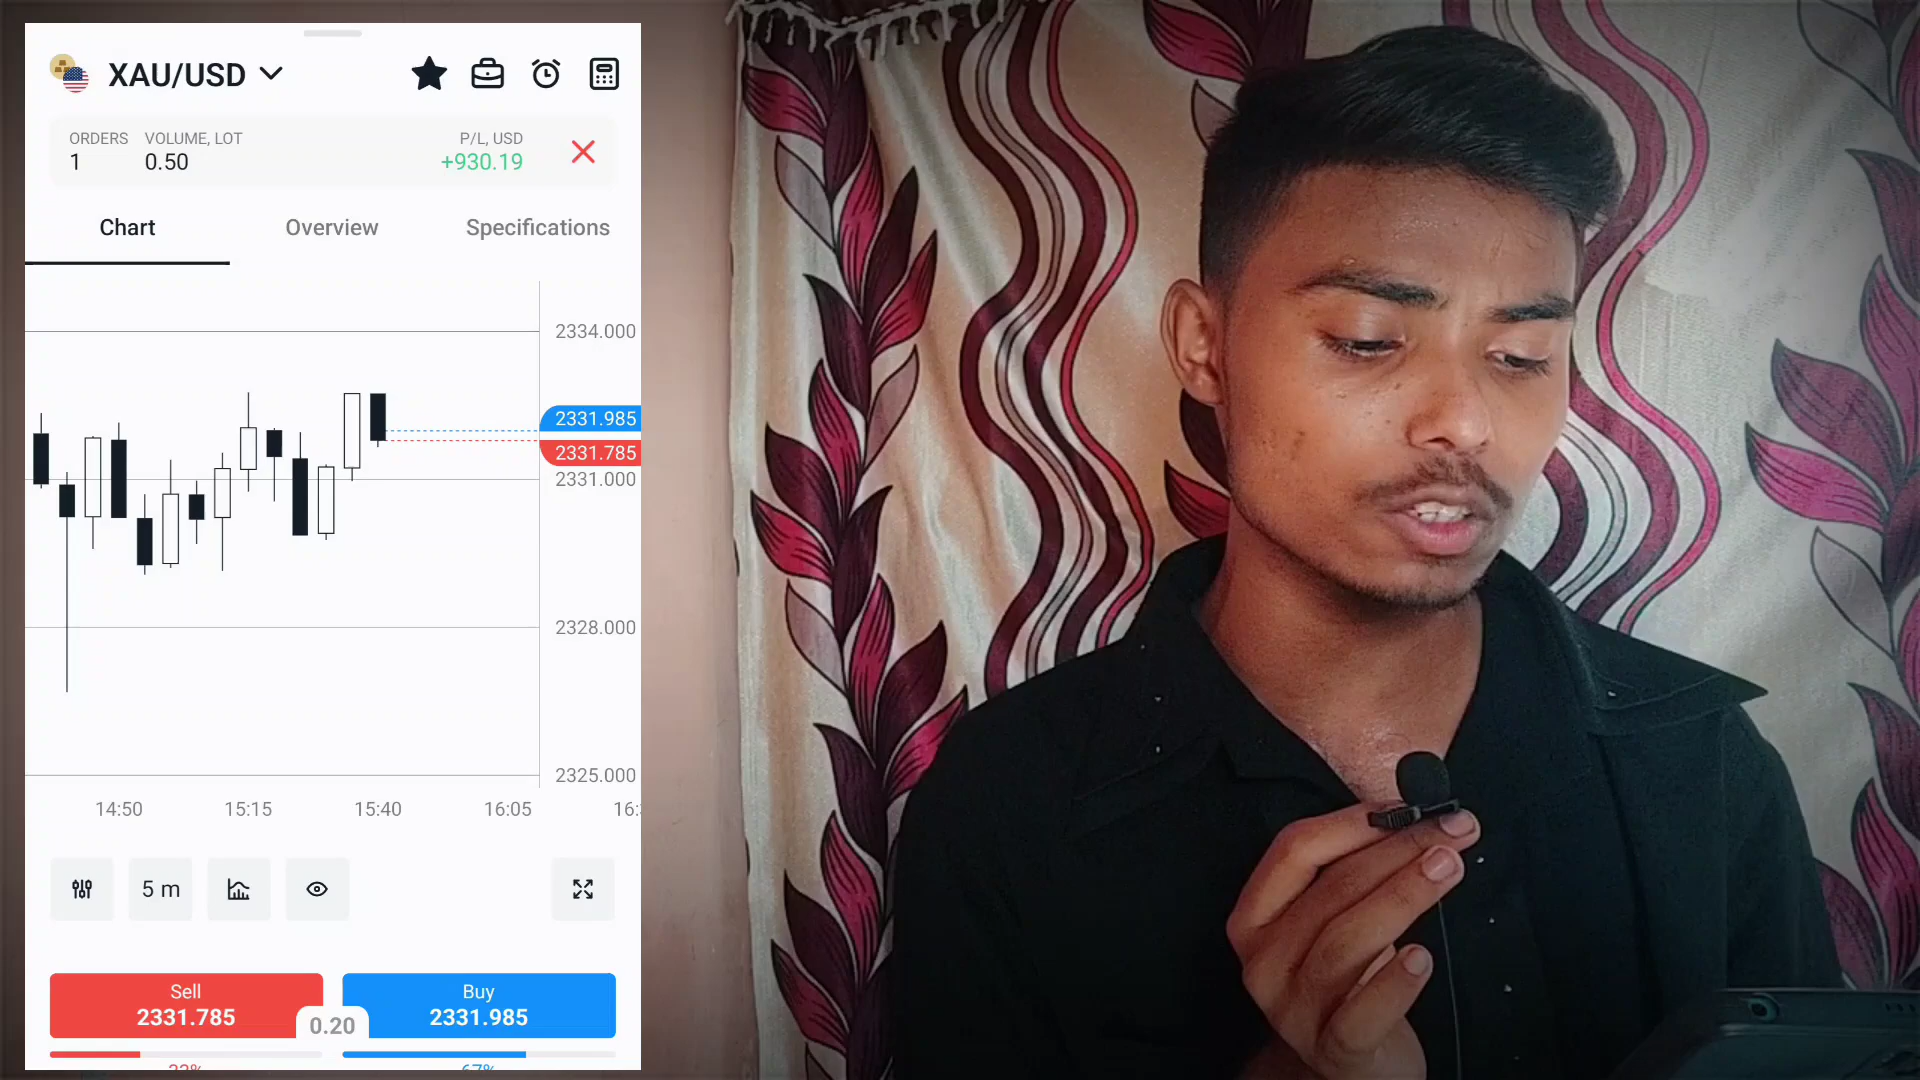 XAU/USD
ORDERS VOLUME, LOT P/L, USD
1 0.50 +930.19
Chart Overview Specifications
2334.000
2331.985
2331.785
2331.000
2328.000
2325.000
14:50 15:15 15:40 16:05
5 m
Sell Buy
2331.785 0.20 2331.985